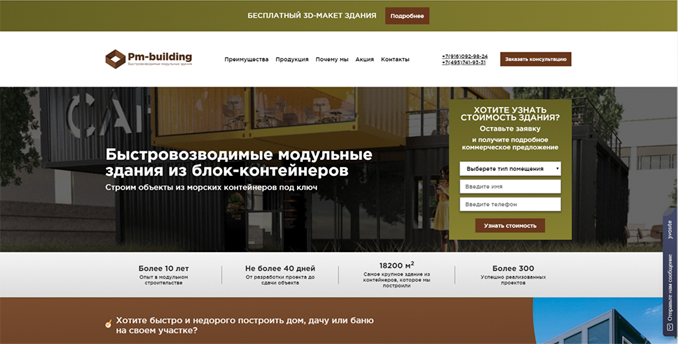 БЕСПЛАТНЫЙ 3D-МАКЕТ ЗДАНИЯ Подробнее
Pm-building
Быстровозводимые модульные здания
Преимущества Продукция Почему мы Акция Контакты
+7(916)092-98-24
+7(495)741-93-31
Заказать консультацию
CAF
Быстровозводимые модульные
здания из блок-контейнеров
Строим объекты из морских контейнеров под ключ
ХОТИТЕ УЗНАТЬ
СТОИМОСТЬ ЗДАНИЯ?
Оставьте заявку
и получите подробное
коммерческое предложение
Выберете тип помещения
Введите имя
Введите телефон
Узнать стоимость
Более 10 лет
Опыт в модульном
строительстве
Не более 40 дней
От разработки проекта до
сдачи объекта
18200 м2
Самое крупное здание из
контейнеров, которое мы
построили
Более 300
Успешно реализованных
проектов
Хотите быстро и недорого построить дом, дачу или баню
на своем участке?
Отправьте нам сообщение
jivosite